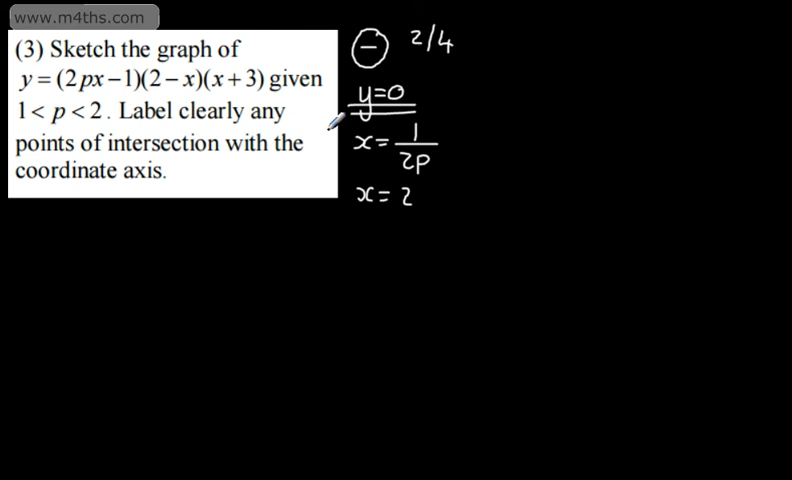 www.m4ths.com
(3) Sketch the graph of
y = (2px − 1)(2 − x)(x + 3) given
1 < p < 2. Label clearly any
points of intersection with the
coordinate axis.
− 2/4
y=0
x = 1/2p
x = 2